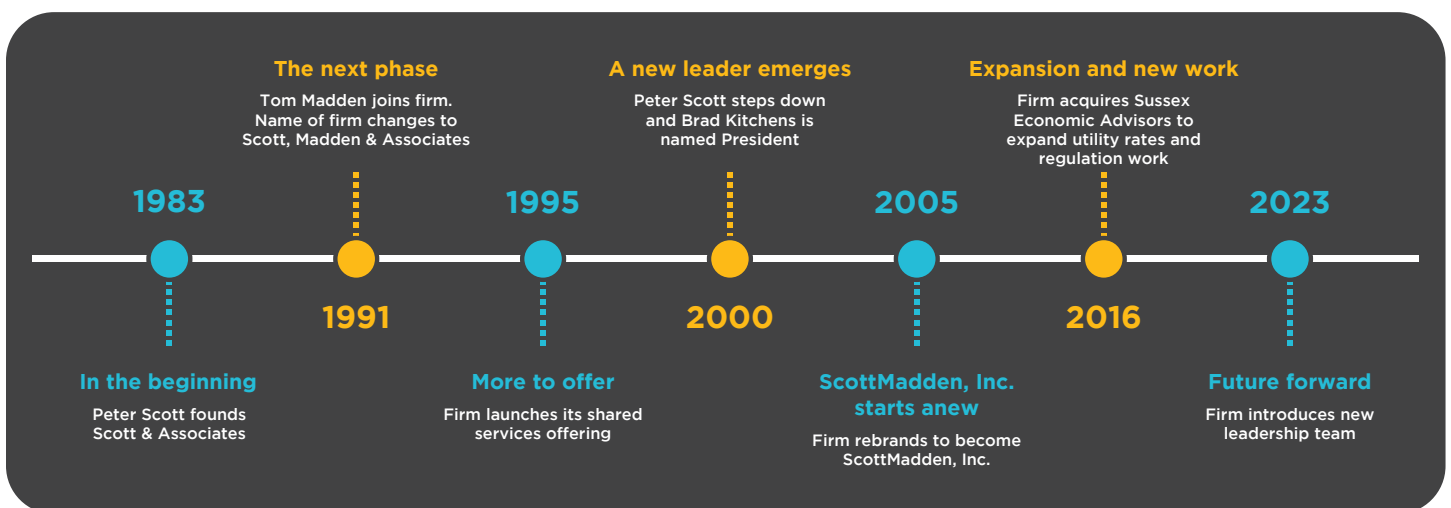 The next phase
Tom Madden joins firm.
Name of firm changes to
Scott, Madden & Associates
A new leader emerges
Peter Scott steps down
and Brad Kitchens is
named President
Expansion and new work
Firm acquires Sussex
Economic Advisors to
expand utility rates and
regulation work
1983
1995
2005
2023
1991
2000
2016
In the beginning
Peter Scott founds
Scott & Associates
More to offer
Firm launches its shared
services offering
ScottMadden, Inc.
starts anew
Firm rebrands to become
ScottMadden, Inc.
Future forward
Firm introduces new
leadership team